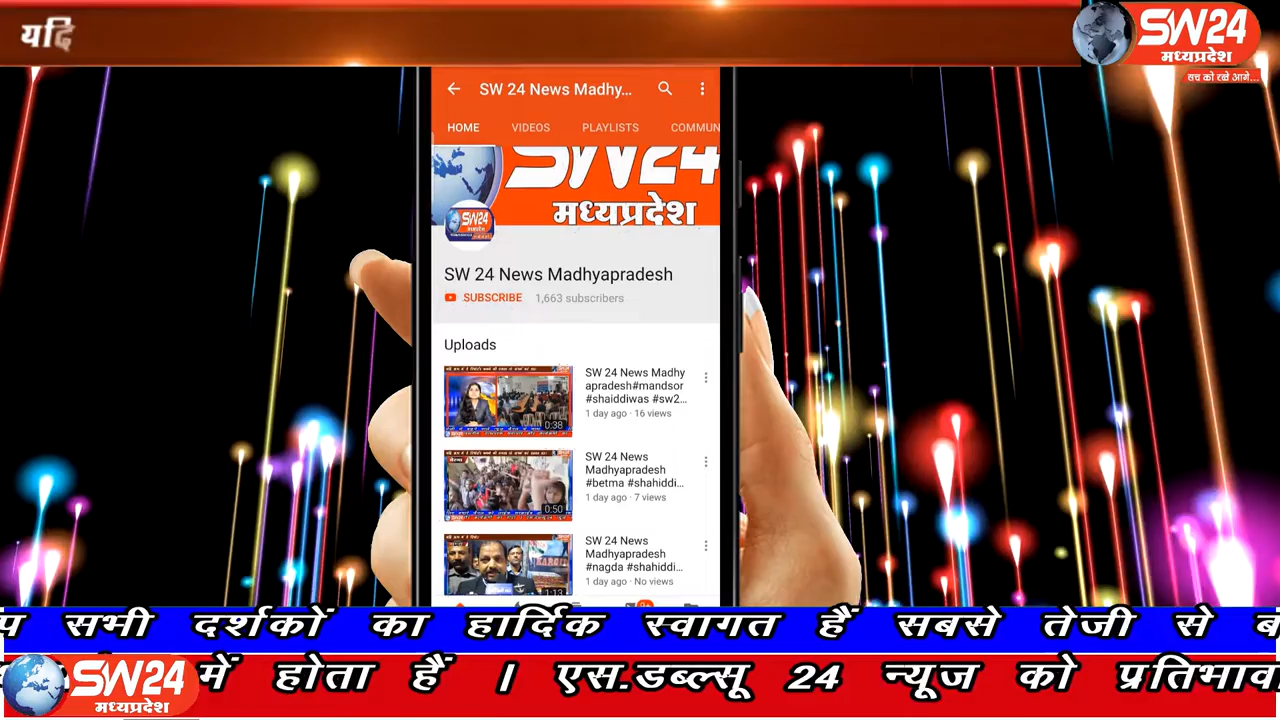 यदि
SW24
मध्यप्रदेश
सच को रखे आगे...
SW 24 News Madhy...
HOME VIDEOS PLAYLISTS COMMUN
SW24
मध्यप्रदेश
SW24
SW 24 News Madhyapradesh
SUBSCRIBE 1,663 subscribers
Uploads
SW 24 News Madhy
apradesh#mandsor
#shaiddiwas #sw2...
1 day ago · 16 views
0:38
SW 24 News
Madhyapradesh
#betma #shahiddi...
1 day ago · 7 views
0:50
SW 24 News
Madhyapradesh
#nagda #shahiddi...
1 day ago · No views
1:13
प सभी दर्शकों का हार्दिक स्वागत हैं सबसे तेजी से ब
में होता हैं । एस.डब्ल्सू 24 न्यूज को प्रतिभाव
SW24
मध्यप्रदेश